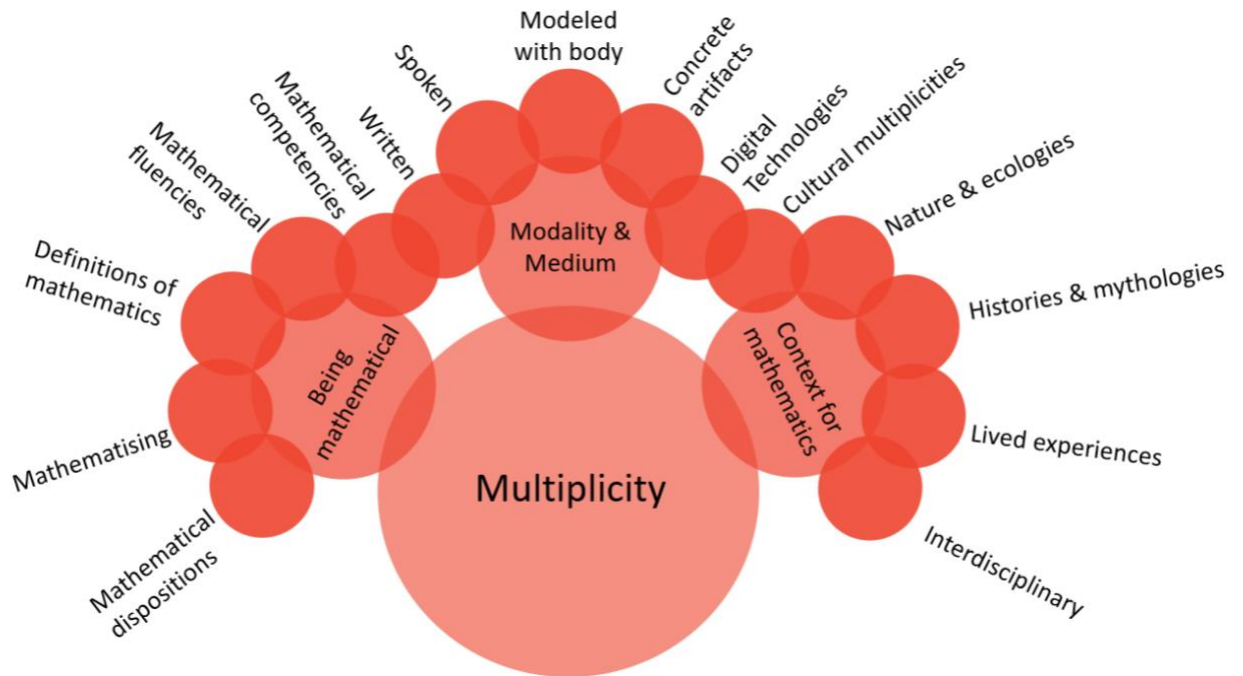 Modeled
with body
Spoken
Concrete
artifacts
Written
Digital
Technologies
Mathematical
competencies
Cultural multiplicities
Mathematical
fluencies
Nature & ecologies
Definitions of
mathematics
Histories & mythologies
Modality &
Medium
Being
mathematical
Context for
mathematics
Mathematising
Lived experiences
Multiplicity
Mathematical
dispositions
Interdisciplinary